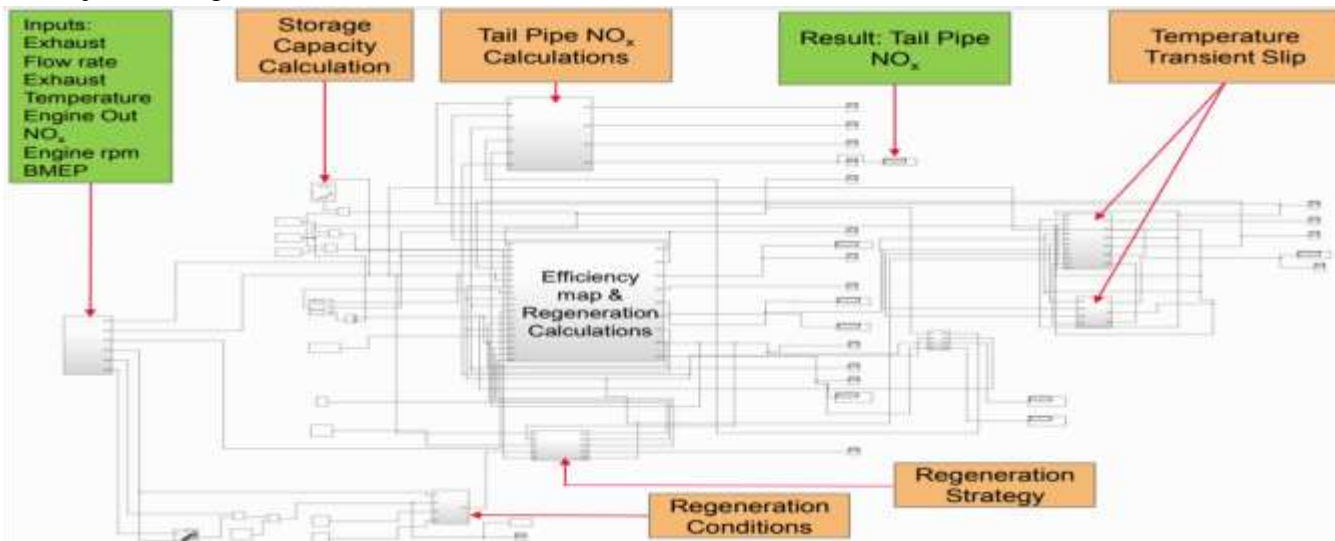 Inputs:
Exhaust
Flow rate
Exhaust
Temperature
Engine Out
NOx
Engine rpm
BMEP
Storage
Capacity
Calculation
Tail Pipe NOx
Calculations
Result: Tail Pipe
NOx
Temperature
Transient Slip
Efficiency
map &
Regeneration
Calculations
Regeneration
Strategy
Regeneration
Conditions